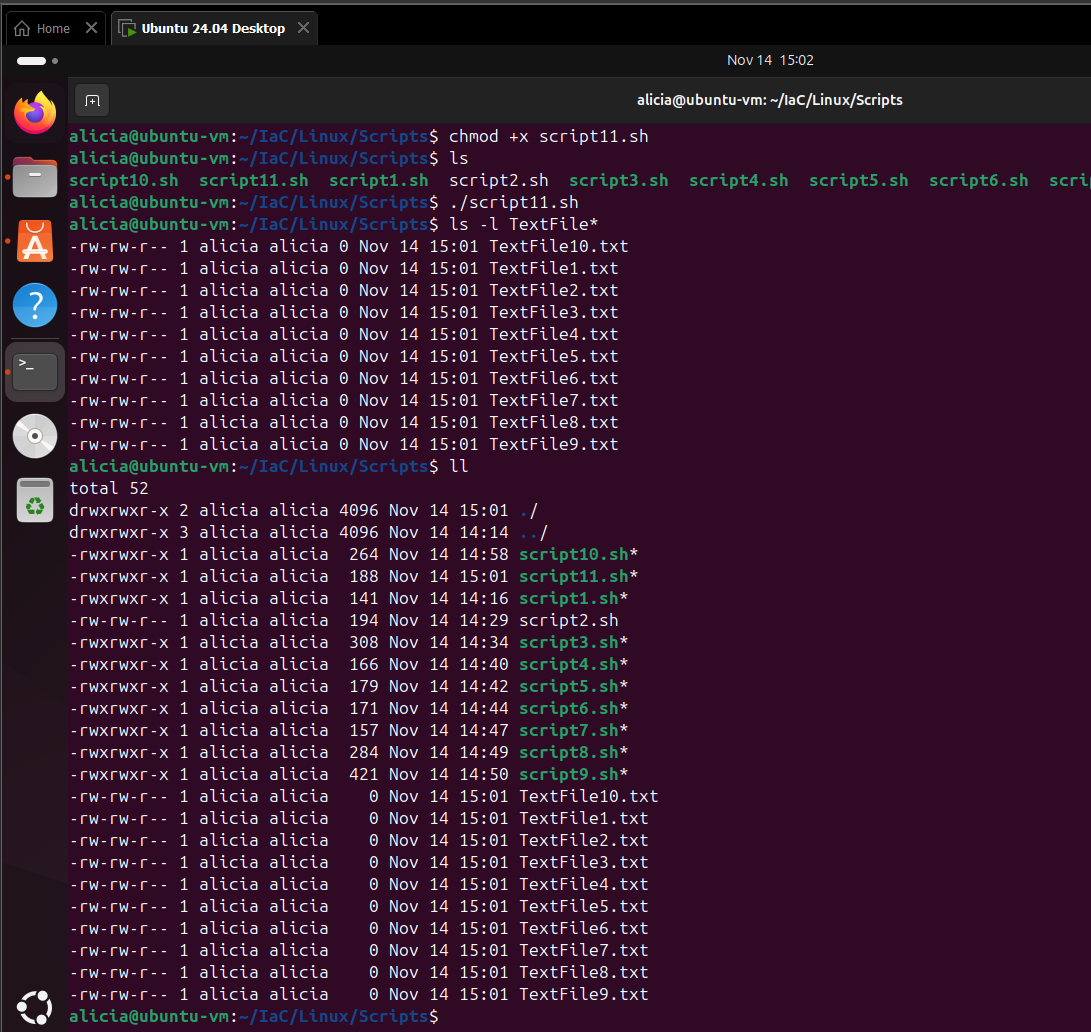 Home
Ubuntu 24.04 Desktop
Nov 14 15:02
alicia@ubuntu-vm: ~/IaC/Linux/Scripts
alicia@ubuntu-vm:~/IaC/Linux/Scripts$ chmod +x script11.sh
alicia@ubuntu-vm:~/IaC/Linux/Scripts$ ls
script10.sh script11.sh script1.sh script2.sh script3.sh script4.sh script5.sh script6.sh scri
alicia@ubuntu-vm:~/IaC/Linux/Scripts$ ./script11.sh
alicia@ubuntu-vm:~/IaC/Linux/Scripts$ ls -l TextFile*
-rw-rw-r-- 1 alicia alicia 0 Nov 14 15:01 TextFile10.txt
-rw-rw-r-- 1 alicia alicia 0 Nov 14 15:01 TextFile1.txt
-rw-rw-r-- 1 alicia alicia 0 Nov 14 15:01 TextFile2.txt
-rw-rw-r-- 1 alicia alicia 0 Nov 14 15:01 TextFile3.txt
-rw-rw-r-- 1 alicia alicia 0 Nov 14 15:01 TextFile4.txt
-rw-rw-r-- 1 alicia alicia 0 Nov 14 15:01 TextFile5.txt
-rw-rw-r-- 1 alicia alicia 0 Nov 14 15:01 TextFile6.txt
-rw-rw-r-- 1 alicia alicia 0 Nov 14 15:01 TextFile7.txt
-rw-rw-r-- 1 alicia alicia 0 Nov 14 15:01 TextFile8.txt
-rw-rw-r-- 1 alicia alicia 0 Nov 14 15:01 TextFile9.txt
alicia@ubuntu-vm:~/IaC/Linux/Scripts$ ll
total 52
drwxrwxr-x 2 alicia alicia 4096 Nov 14 15:01 ./
drwxrwxr-x 3 alicia alicia 4096 Nov 14 14:14 ../
-rwxrwxr-x 1 alicia alicia 264 Nov 14 14:58 script10.sh*
-rwxrwxr-x 1 alicia alicia 188 Nov 14 15:01 script11.sh*
-rwxrwxr-x 1 alicia alicia 141 Nov 14 14:16 script1.sh*
-rw-rw-r-- 1 alicia alicia 194 Nov 14 14:29 script2.sh
-rwxrwxr-x 1 alicia alicia 308 Nov 14 14:34 script3.sh*
-rwxrwxr-x 1 alicia alicia 166 Nov 14 14:40 script4.sh*
-rwxrwxr-x 1 alicia alicia 179 Nov 14 14:42 script5.sh*
-rwxrwxr-x 1 alicia alicia 171 Nov 14 14:44 script6.sh*
-rwxrwxr-x 1 alicia alicia 157 Nov 14 14:47 script7.sh*
-rwxrwxr-x 1 alicia alicia 284 Nov 14 14:49 script8.sh*
-rwxrwxr-x 1 alicia alicia 421 Nov 14 14:50 script9.sh*
-rw-rw-r-- 1 alicia alicia 0 Nov 14 15:01 TextFile10.txt
-rw-rw-r-- 1 alicia alicia 0 Nov 14 15:01 TextFile1.txt
-rw-rw-r-- 1 alicia alicia 0 Nov 14 15:01 TextFile2.txt
-rw-rw-r-- 1 alicia alicia 0 Nov 14 15:01 TextFile3.txt
-rw-rw-r-- 1 alicia alicia 0 Nov 14 15:01 TextFile4.txt
-rw-rw-r-- 1 alicia alicia 0 Nov 14 15:01 TextFile5.txt
-rw-rw-r-- 1 alicia alicia 0 Nov 14 15:01 TextFile6.txt
-rw-rw-r-- 1 alicia alicia 0 Nov 14 15:01 TextFile7.txt
-rw-rw-r-- 1 alicia alicia 0 Nov 14 15:01 TextFile8.txt
-rw-rw-r-- 1 alicia alicia 0 Nov 14 15:01 TextFile9.txt
alicia@ubuntu-vm:~/IaC/Linux/Scripts$